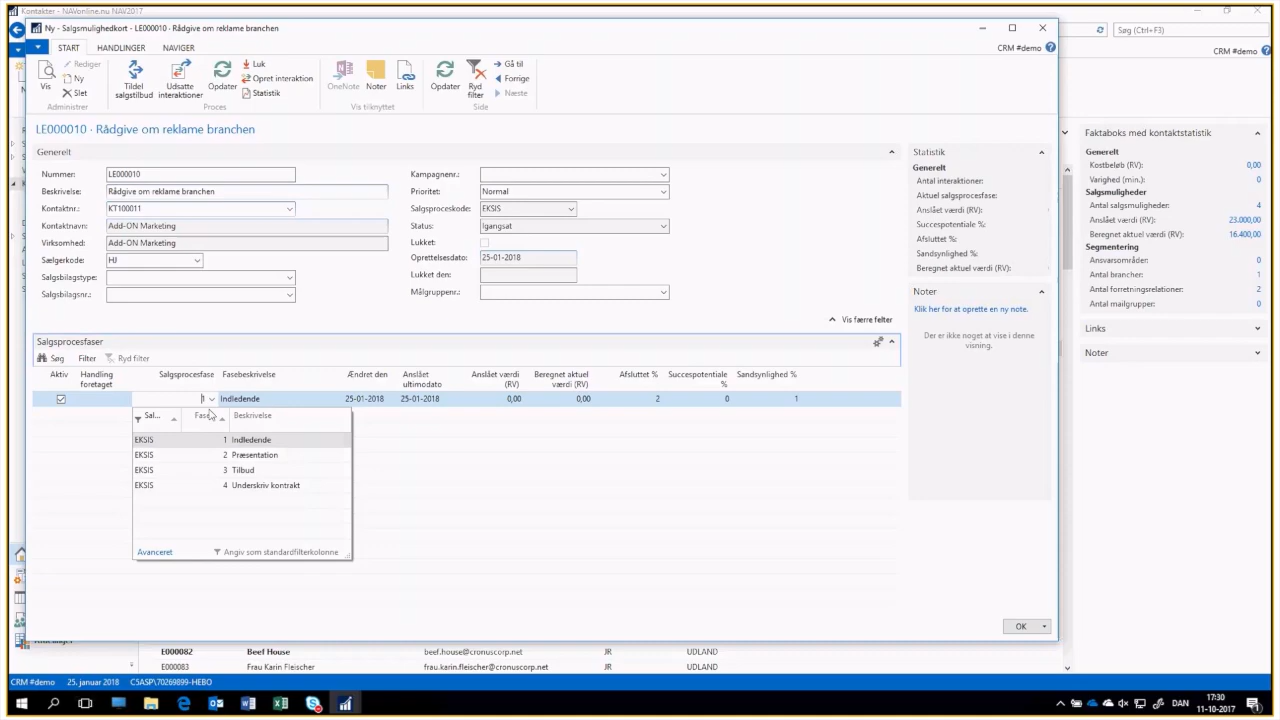 Kontakter - NAVonline.nu NAV2017
Søg (Ctrl+F3)
CRM #demo
Ny - Salgsmulighedkort - LE000010 · Rådgive om reklame branchen
START HANDLINGER NAVIGER
CRM #demo
Vis
Rediger
Ny
Slet
Administrer
Tildel salgstilbud
Udsatte interaktioner
Opdater
Luk
Opret interaktion
Statistik
Proces
OneNote
Noter
Links
Vis tilknyttet
Opdater
Ryd filter
Gå til
Forrige
Næste
Side
LE000010 · Rådgive om reklame branchen
Generelt
Nummer: LE000010
Beskrivelse: Rådgive om reklame branchen
Kontaktnr.: KT100011
Kontaktnavn: Add-ON Marketing
Virksomhed: Add-ON Marketing
Sælgerkode: HJ
Salgsbilagstype:
Salgsbilagsnr.:
Kampagnenr.:
Prioritet: Normal
Salgsproceskode: EKSIS
Status: Igangsat
Lukket:
Oprettelsesdato: 25-01-2018
Lukket den:
Målgruppenr.:
Vis færre felter
Salgsprocesfaser
Søg Filter Ryd filter
Aktiv Handling foretaget Salgsprocesfase Fasebeskrivelse Ændret den Anslået ultimodato Anslået værdi (RV) Beregnet aktuel værdi (RV) Afsluttet % Succespotentiale % Sandsynlighed %
1 Indledende 25-01-2018 25-01-2018 0,00 0,00 2 0 1
Sal... Fase Beskrivelse
EKSIS 1 Indledende
EKSIS 2 Præsentation
EKSIS 3 Tilbud
EKSIS 4 Underskriv kontrakt
Avanceret Angiv som standardfilterkolonne
Statistik
Generelt
Antal interaktioner:
Aktuel salgsprocesfase:
Anslået værdi (RV):
Succespotentiale %:
Afsluttet %:
Sandsynlighed %:
Beregnet aktuel værdi (RV):
Noter
Klik her for at oprette en ny note.
Der er ikke noget at vise i denne visning.
OK
Faktaboks med kontaktstatistik
Generelt
Kostbeløb (RV): 0,00
Varighed (min.): 0
Salgsmuligheder
Antal salgsmuligheder: 4
Anslået værdi (RV): 23.000,00
Beregnet aktuel værdi (RV): 16.400,00
Segmentering
Ansvarsområder: 0
Antal brancher: 1
Antal forretningsrelationer: 2
Antal mailgrupper: 0
Links
Noter
E000082 Beef House beef.house@cronuscorp.net JR UDLAND
E000083 Frau Karin Fleischer frau.karin.fleischer@cronuscorp.net JR UDLAND
CRM #demo 25. januar 2018 C5ASP\70269899-HEBO
DAN
17:30
11-10-2017